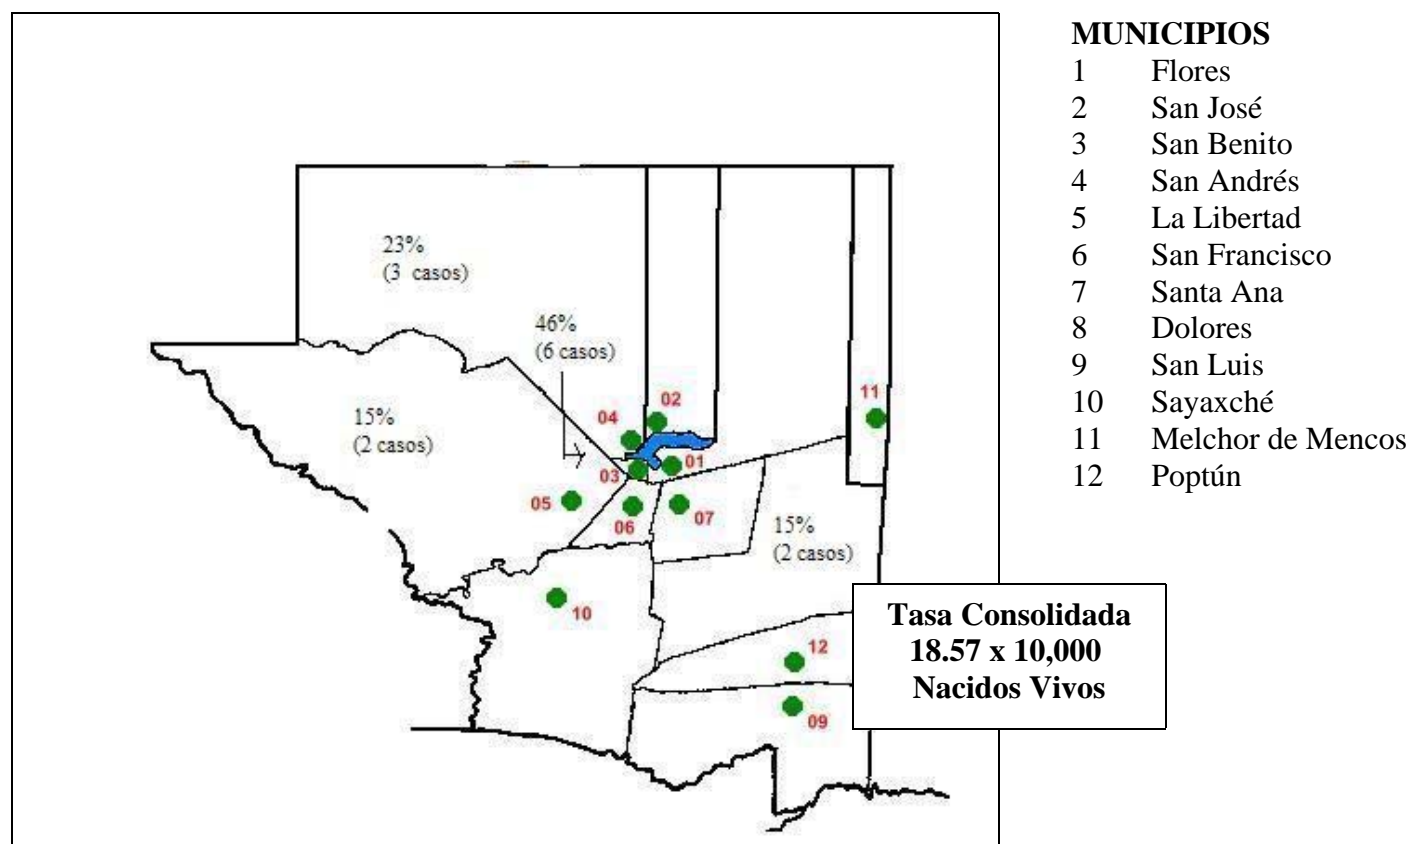 MUNICIPIOS
1 Flores
2 San José
3 San Benito
4 San Andrés
5 La Libertad
6 San Francisco
7 Santa Ana
8 Dolores
9 San Luis
10 Sayaxché
11 Melchor de Mencos
12 Poptún
23%
(3 casos)
46%
(6 casos)
15%
(2 casos)
04
02
11
03
01
05
06
07
15%
(2 casos)
10
12
09
Tasa Consolidada
18.57 x 10,000
Nacidos Vivos